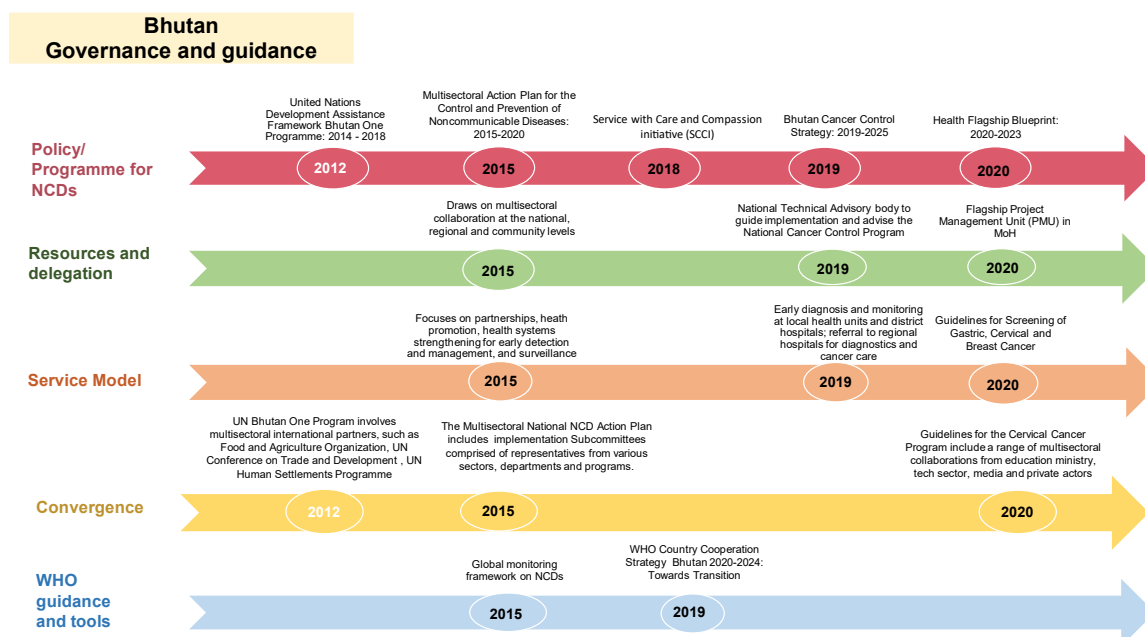 Bhutan
Governance and guidance
Policy/
Programme for
NCDs
United Nations
Development Assistance
Framework Bhutan One
Programme: 2014 - 2018
2012
Multisectoral Action Plan for the
Control and Prevention of
Noncommunicable Diseases:
2015-2020
2015
Service with Care and Compassion
initiative (SCCI)
2018
Bhutan Cancer Control
Strategy: 2019-2025
2019
Health Flagship Blueprint:
2020-2023
2020
Resources and
delegation
Draws on multisectoral
collaboration at the national,
regional and community levels
2015
National Technical Advisory body to
guide implementation and advise the
National Cancer Control Program
2019
Flagship Project
Management Unit (PMU) in
MoH
2020
Service Model
Focuses on partnerships, heath
promotion, health systems
strengthening for early detection
and management, and surveillance
2015
Early diagnosis and monitoring
at local health units and district
hospitals; referral to regional
hospitals for diagnostics and
cancer care
2019
Guidelines for Screening of
Gastric, Cervical and
Breast Cancer
2020
Convergence
UN Bhutan One Program involves
multisectoral international partners, such as
Food and Agriculture Organization, UN
Conference on Trade and Development , UN
Human Settlements Programme
2012
The Multisectoral National NCD Action Plan
includes implementation Subcommittees
comprised of representatives from various
sectors, departments and programs.
2015
Guidelines for the Cervical Cancer
Program include a range of multisectoral
collaborations from education ministry,
tech sector, media and private actors
2020
WHO
guidance
and tools
Global monitoring
framework on NCDs
2015
WHO Country Cooperation
Strategy Bhutan 2020-2024:
Towards Transition
2019